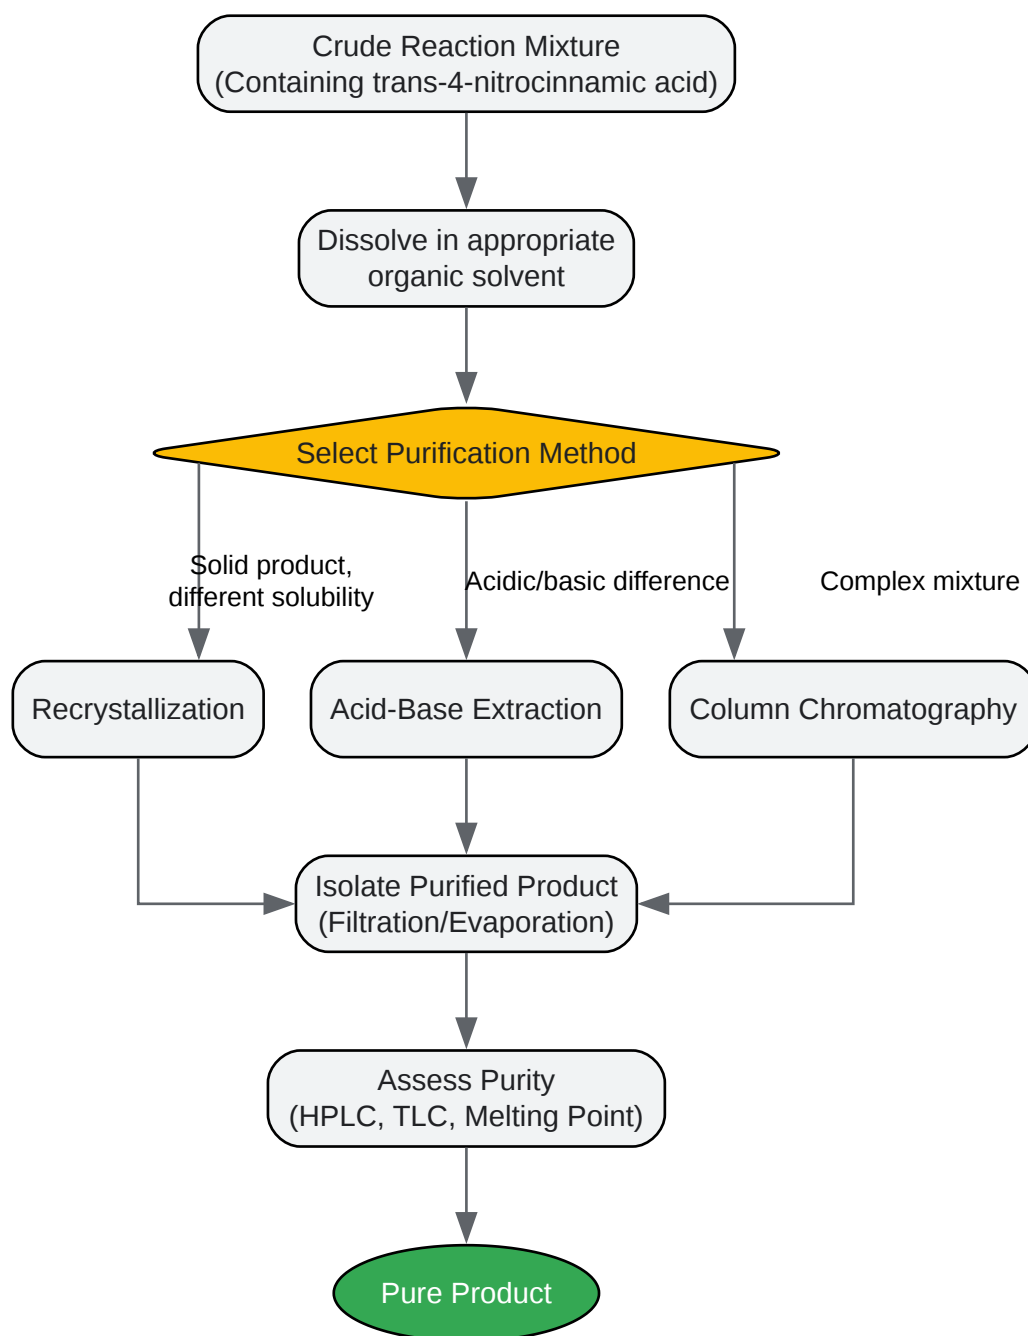 Crude Reaction Mixture
(Containing trans-4-nitrocinnamic acid)
Dissolve in appropriate
organic solvent
Select Purification Method
Solid product,
different solubility
Acidic/basic difference
Complex mixture
Recrystallization
Acid-Base Extraction
Column Chromatography
Isolate Purified Product
(Filtration/Evaporation)
Assess Purity
(HPLC, TLC, Melting Point)
Pure Product